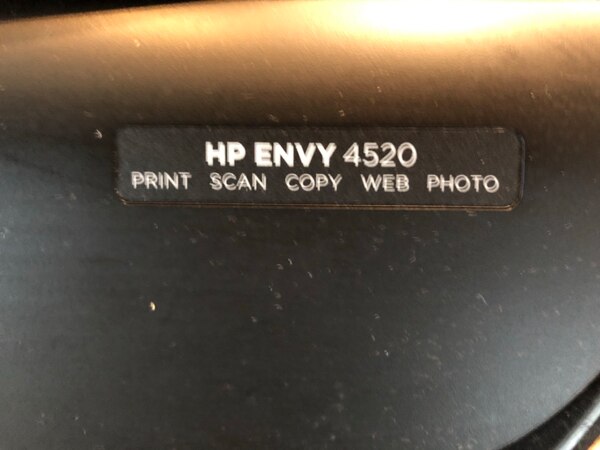 HP ENVY 4520
PRINT SCAN COPY WEB PHOTO